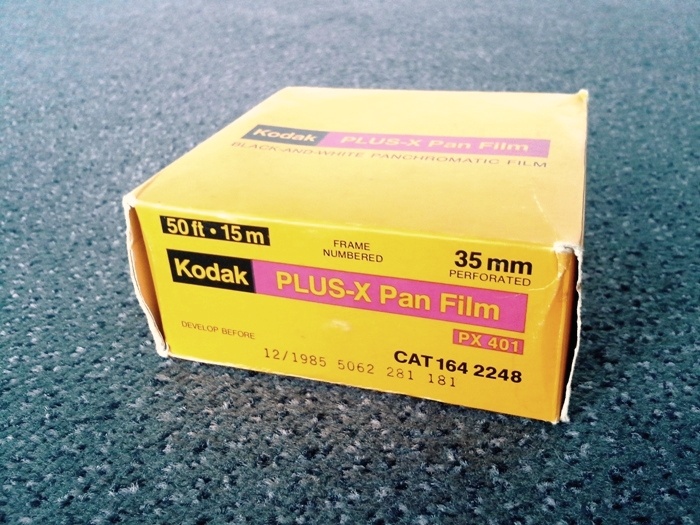 Kodak PLUS-X Pan Film
BLACK-AND-WHITE PANCHROMATIC FILM
50 ft • 15 m
FRAME
NUMBERED
35 mm
PERFORATED
Kodak PLUS-X Pan Film
PX 401
DEVELOP BEFORE
CAT 164 2248
12/1985 5062 281 181